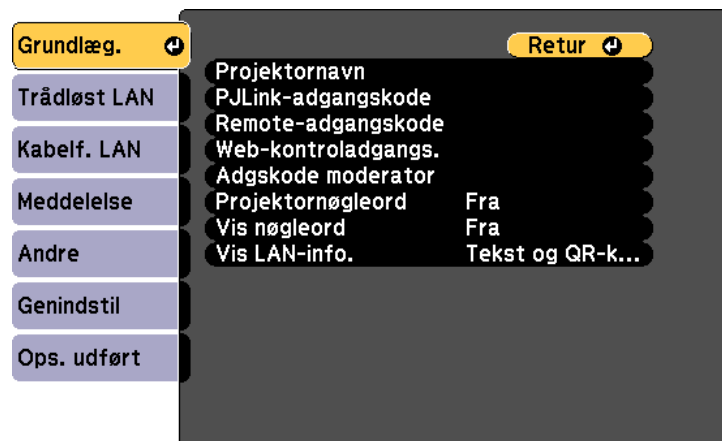 Grundlæg.
Trådløst LAN
Kabelf. LAN
Meddelelse
Andre
Genindstil
Ops. udført
Retur
Projektornavn
PJLink-adgangskode
Remote-adgangskode
Web-kontroladgangs.
Adgskode moderator
Projektornøgleord Fra
Vis nøgleord Fra
Vis LAN-info. Tekst og QR-k...